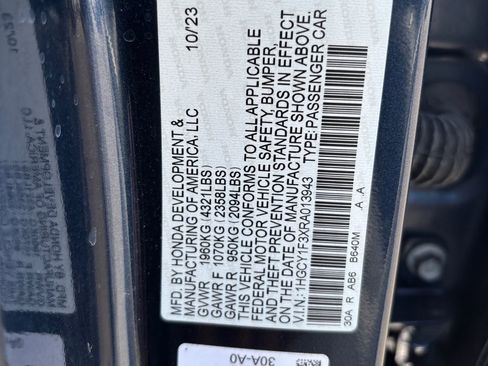 MFD. BY HONDA DEVELOPMENT & 10/23
MANUFACTURING OF AMERICA, LLC
GVWR 1960KG (4321LBS)
GAWR F 1070KG (2358LBS)
GAWR R 950KG (2094LBS)
THIS VEHICLE CONFORMS TO ALL APPLICABLE
FEDERAL MOTOR VEHICLE SAFETY, BUMPER,
AND THEFT PREVENTION STANDARDS IN EFFECT
ON THE DATE OF MANUFACTURE SHOWN ABOVE.
V.I.N.: 1HGCY1F3XRA013943 TYPE: PASSENGER CAR
30A R AB6 B640M A .A
30A-A0